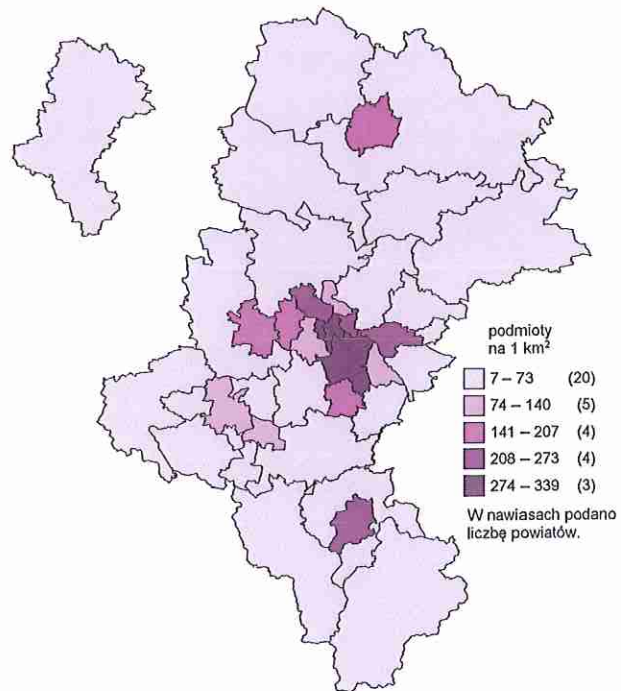 podmioty
na 1 km²
7 – 73 (20)
74 – 140 (5)
141 – 207 (4)
208 – 273 (4)
274 – 339 (3)
W nawiasach podano
liczbę powiatów.